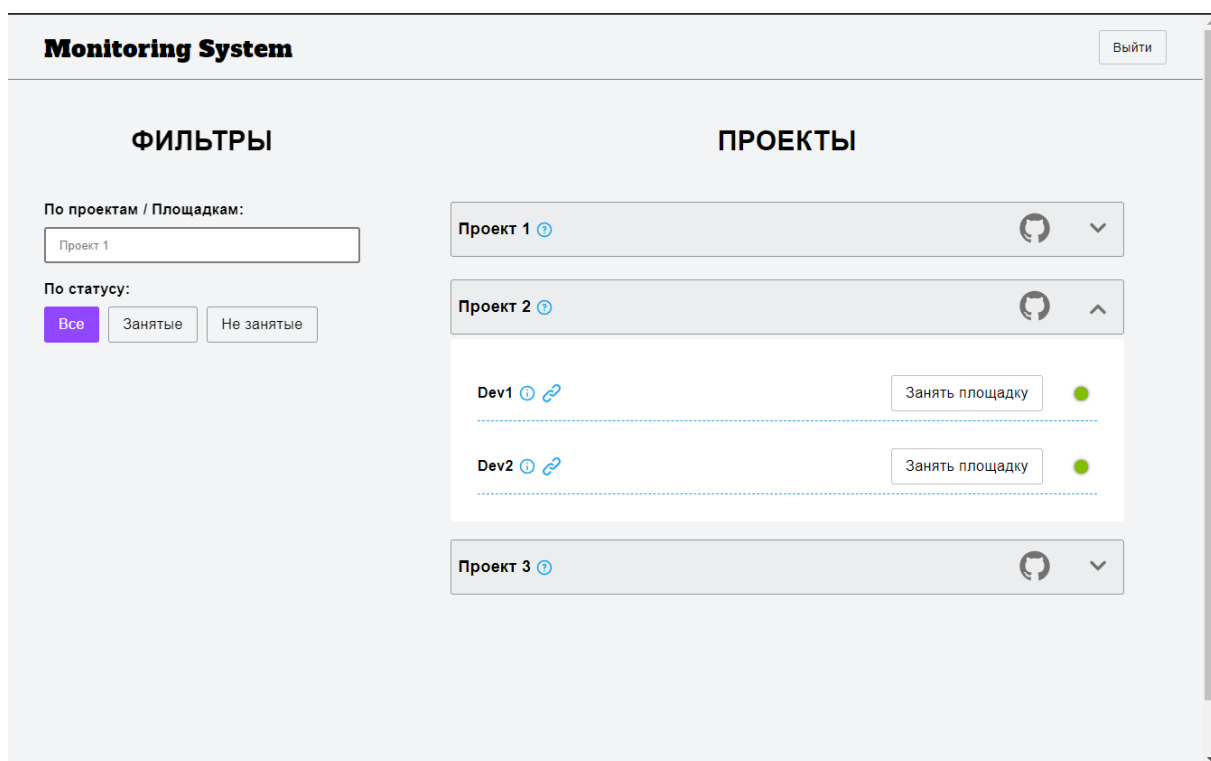 Monitoring System
Выйти
ФИЛЬТРЫ
ПРОЕКТЫ
По проектам / Площадкам:
Проект 1
По статусу:
Все Занятые Не занятые
Проект 1
Проект 2
Dev1 Занять площадку
Dev2 Занять площадку
Проект 3